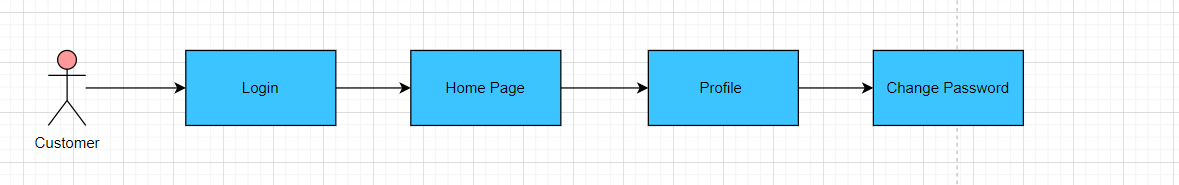 Login
Home Page
Profile
Change Password
Customer